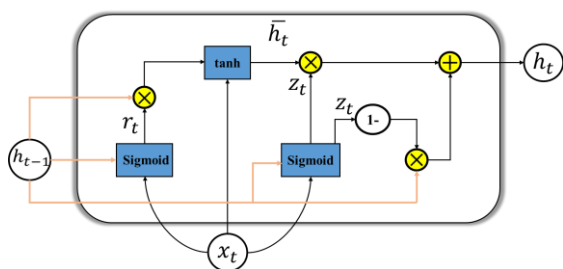 h̅ₜ
tanh
×
+
hₜ
zₜ
×
rₜ
zₜ
1-
hₜ₋₁
Sigmoid
Sigmoid
×
xₜ